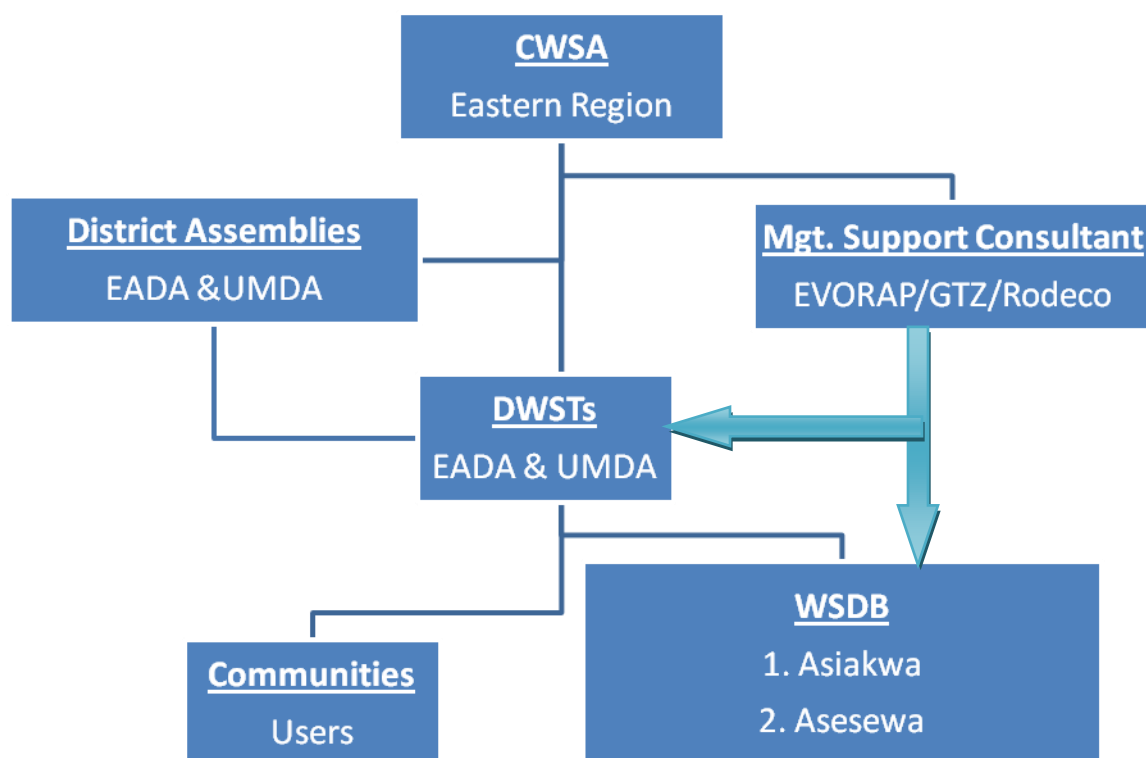 CWSA
Eastern Region
District Assemblies
EADA &UMDA
Mgt. Support Consultant
EVORAP/GTZ/Rodeco
DWSTs
EADA & UMDA
WSDB
1. Asiakwa
2. Asesewa
Communities
Users